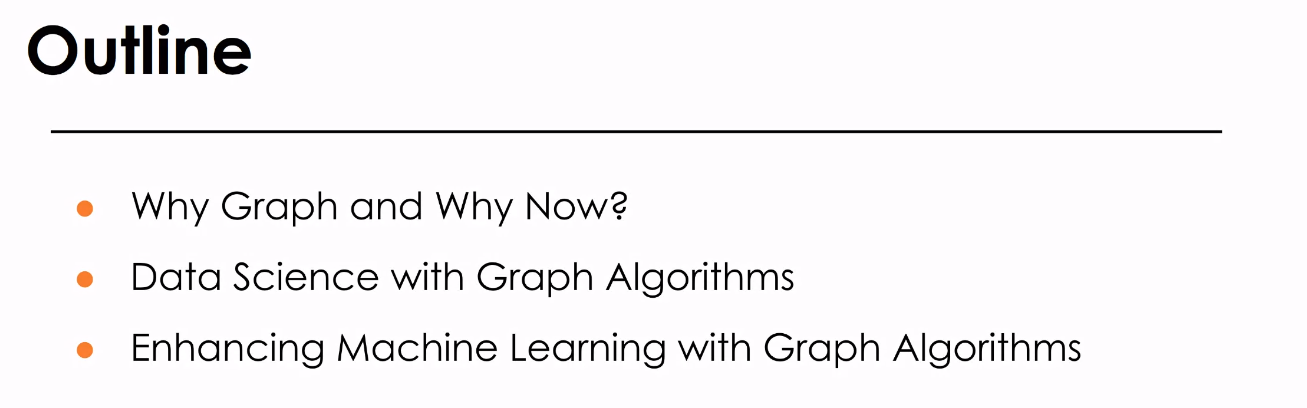 Outline
Why Graph and Why Now?
Data Science with Graph Algorithms
Enhancing Machine Learning with Graph Algorithms